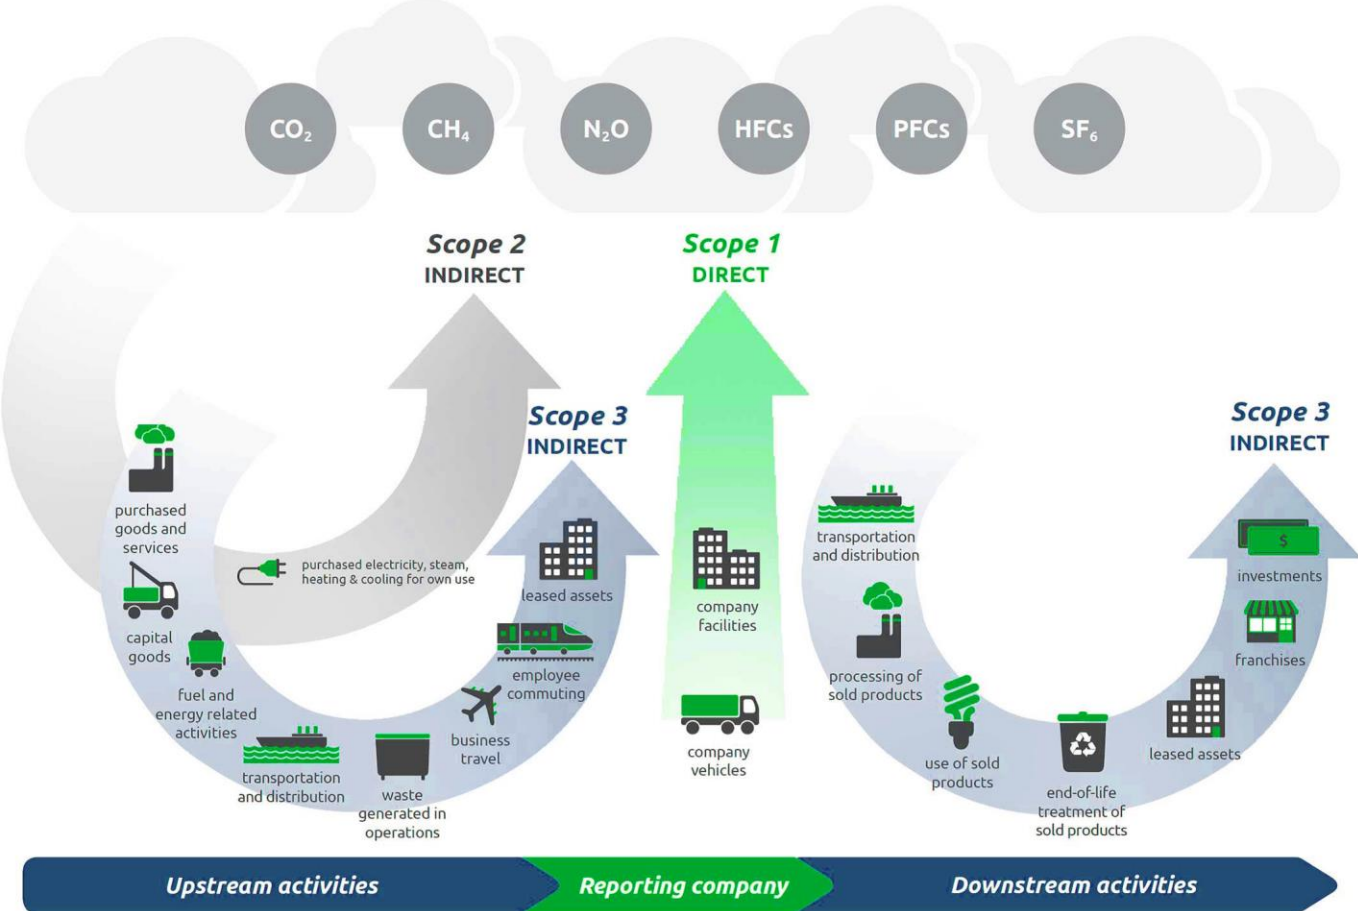 CO₂
CH₄
N₂O
HFCs
PFCs
SF₆
Scope 2
INDIRECT
Scope 1
DIRECT
Scope 3
INDIRECT
Scope 3
INDIRECT
purchased
goods and
services
capital
goods
fuel and
energy related
activities
purchased electricity, steam,
heating & cooling for own use
transportation
and distribution
waste
generated in
operations
business
travel
employee
commuting
leased assets
company
facilities
company
vehicles
transportation
and distribution
processing of
sold products
use of sold
products
end-of-life
treatment of
sold products
leased assets
franchises
investments
$
Upstream activities
Reporting company
Downstream activities